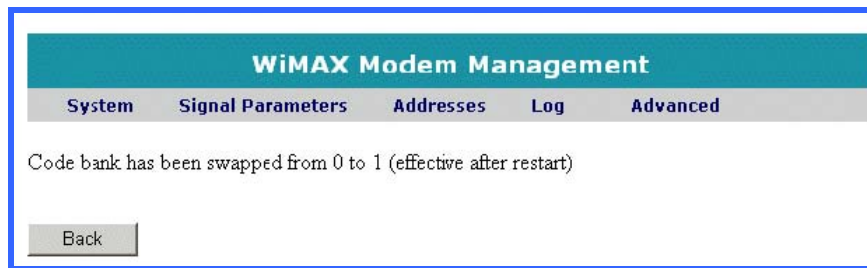 WiMAX Modem Management
System Signal Parameters Addresses Log Advanced
Code bank has been swapped from 0 to 1 (effective after restart)
Back